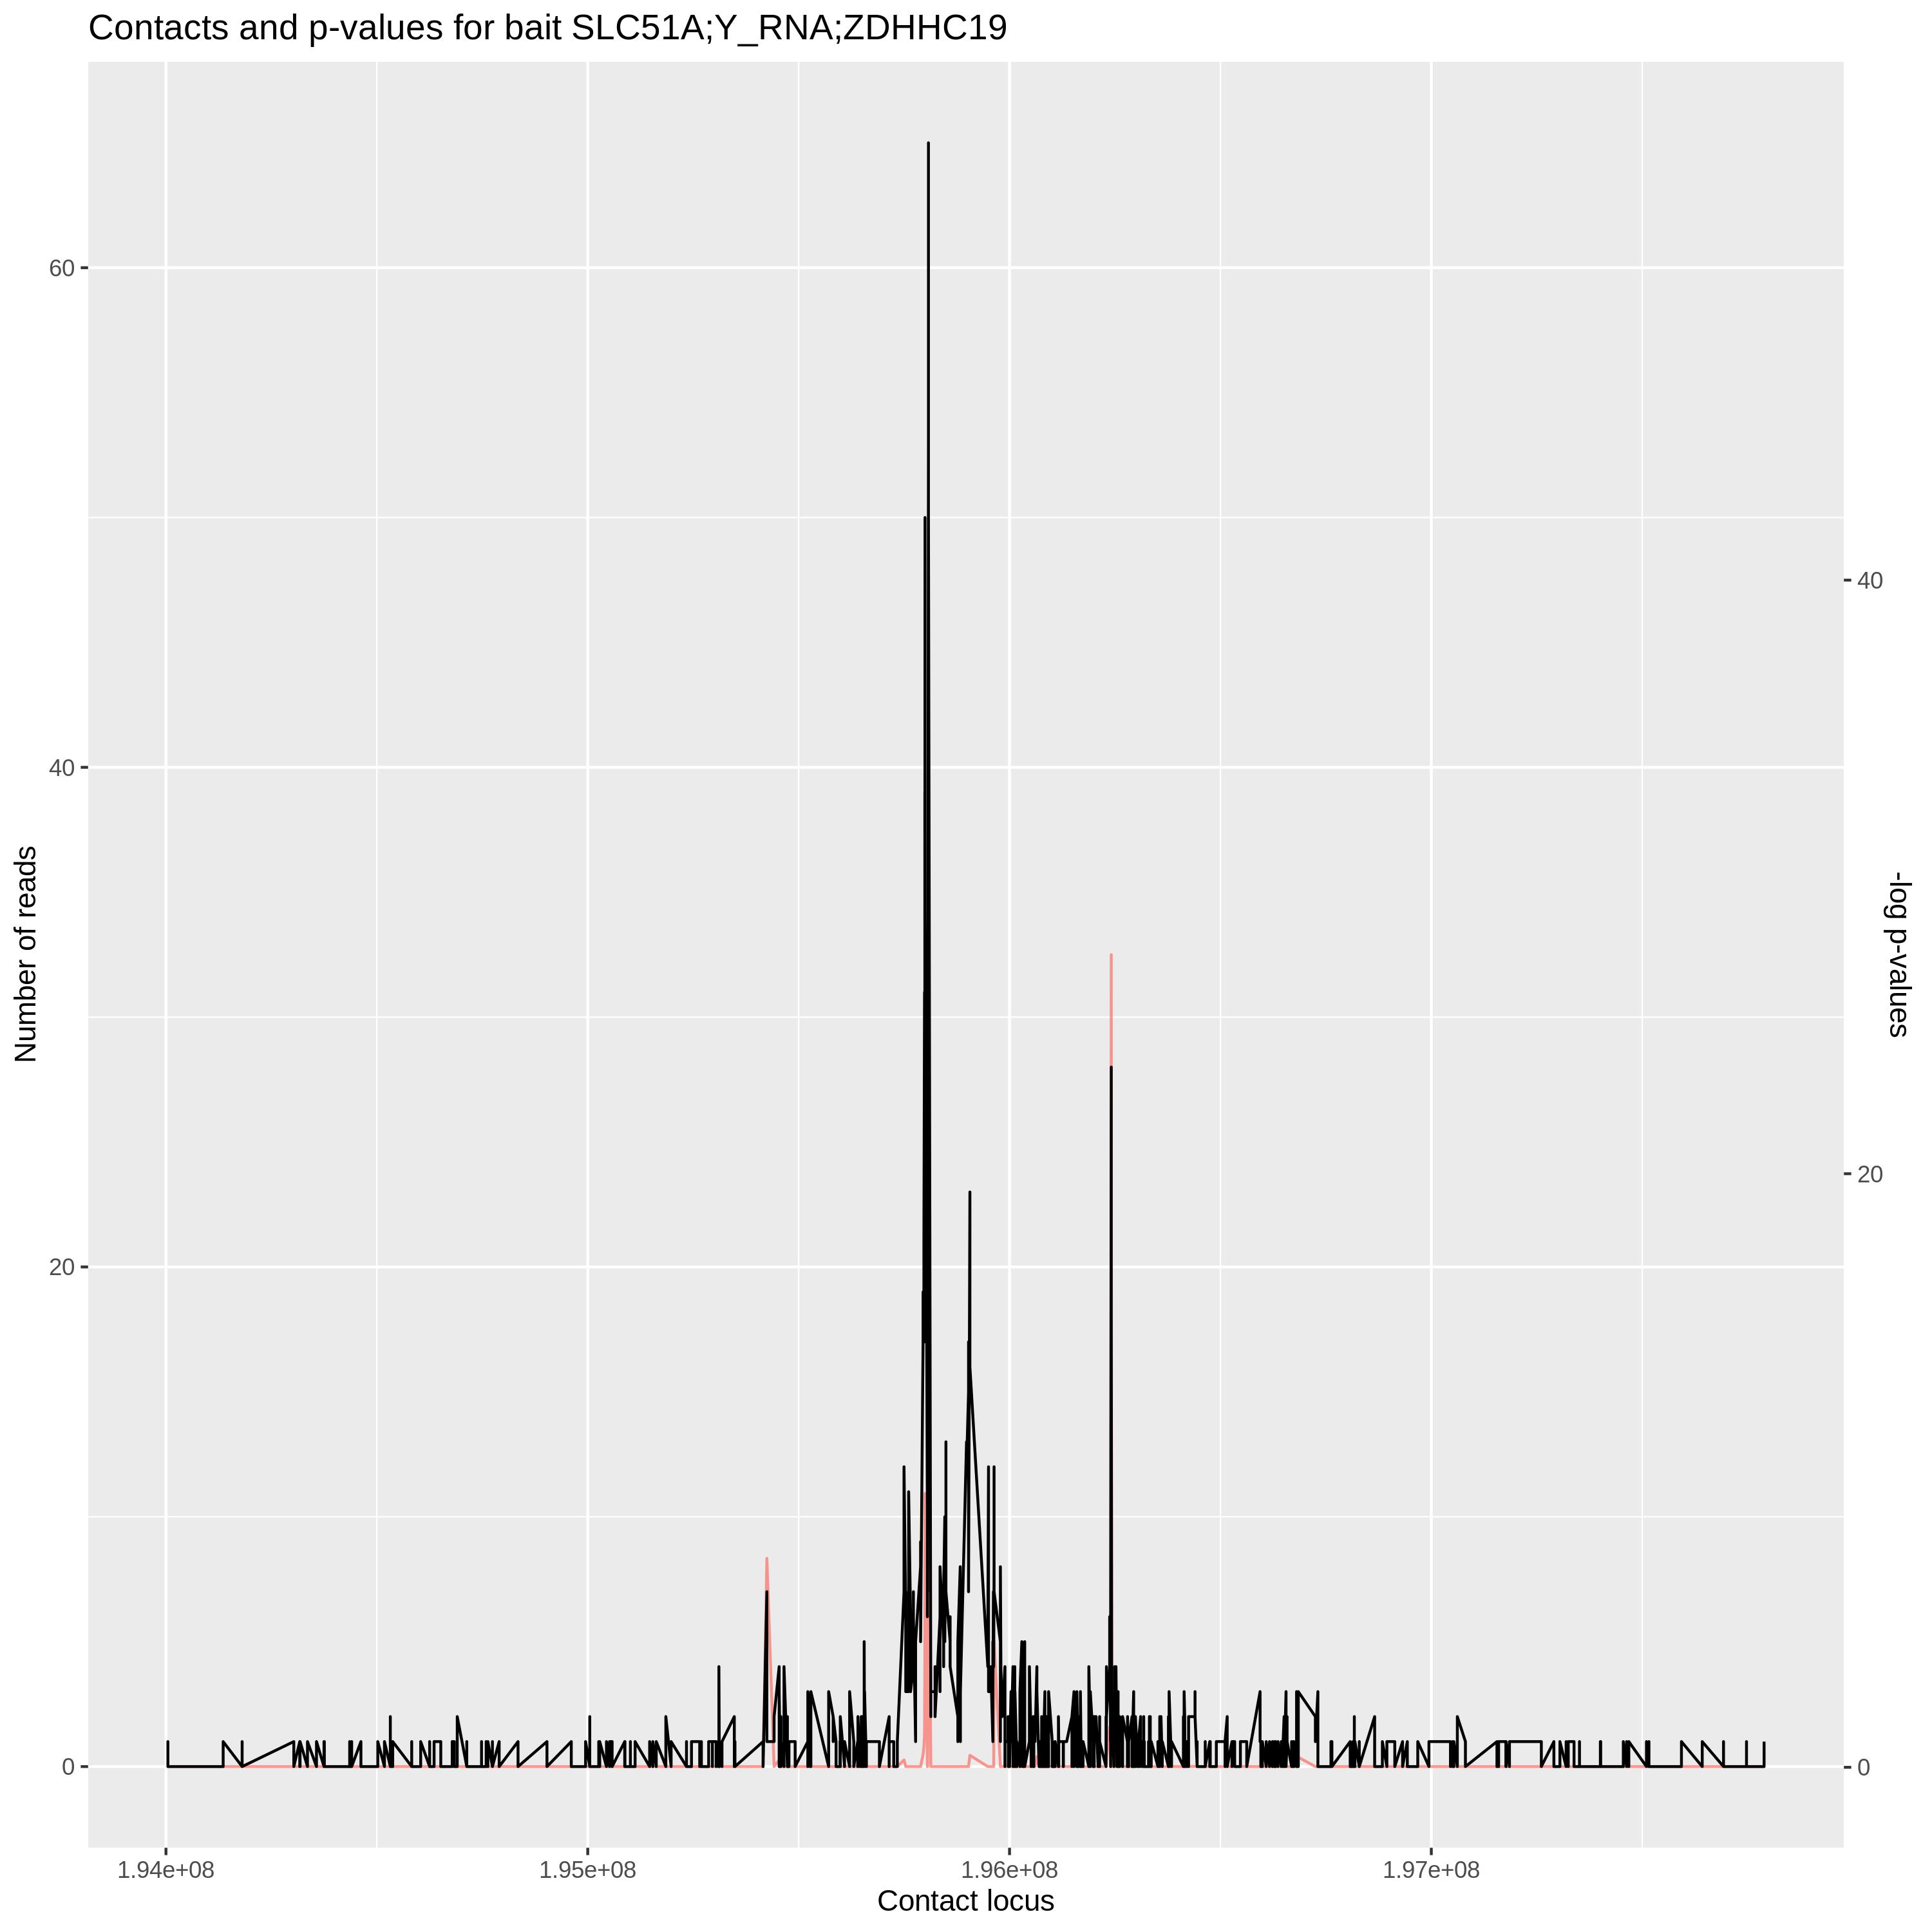 Contacts and p-values for bait SLC51A;Y_RNA;ZDHHC19
60
40
20
0
Number of reads
40
20
0
-log p-values
1.94e+08
1.95e+08
1.96e+08
1.97e+08
Contact locus